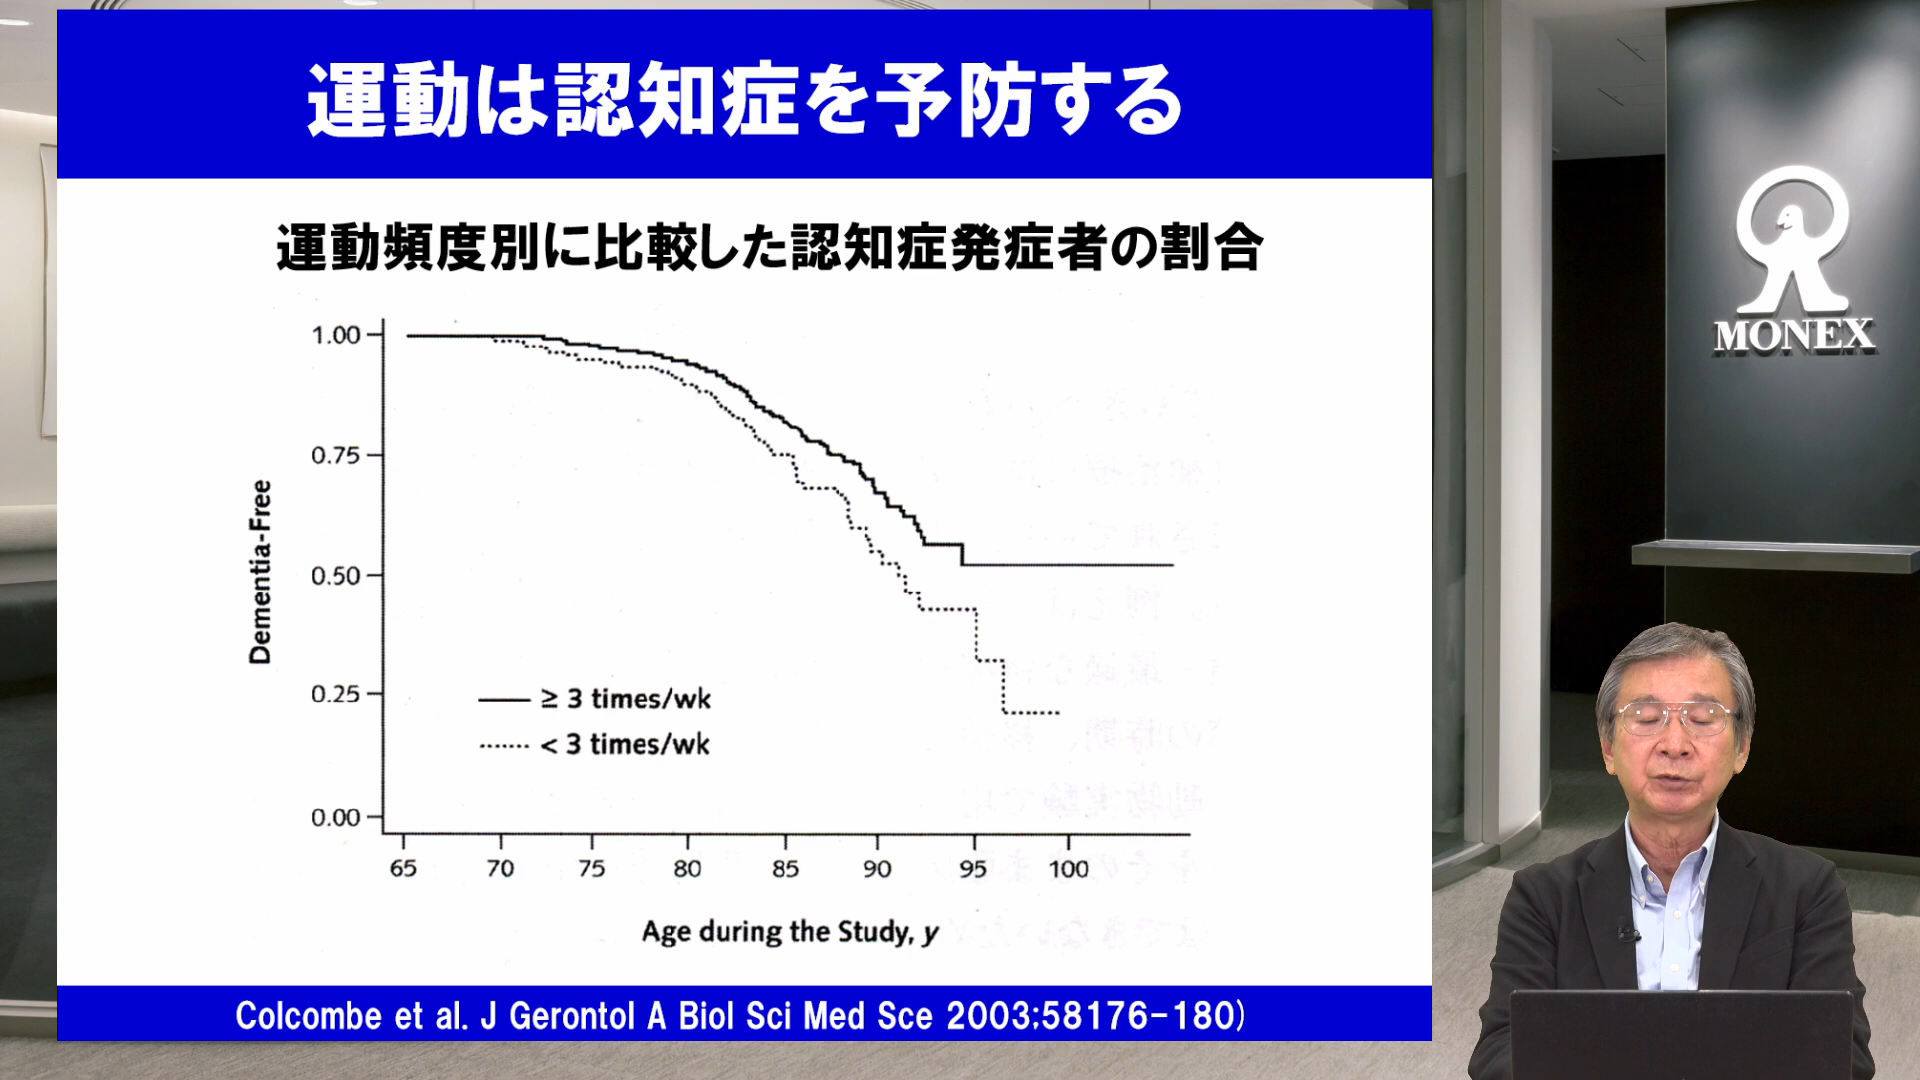 運動は認知症を予防する
運動頻度別に比較した認知症発症者の割合
1.00
0.75
0.50
0.25
0.00
Dementia-Free
≥ 3 times/wk
< 3 times/wk
65 70 75 80 85 90 95 100
Age during the Study, y
Colcombe et al. J Gerontol A Biol Sci Med Sce 2003;58176-180)
MONEX